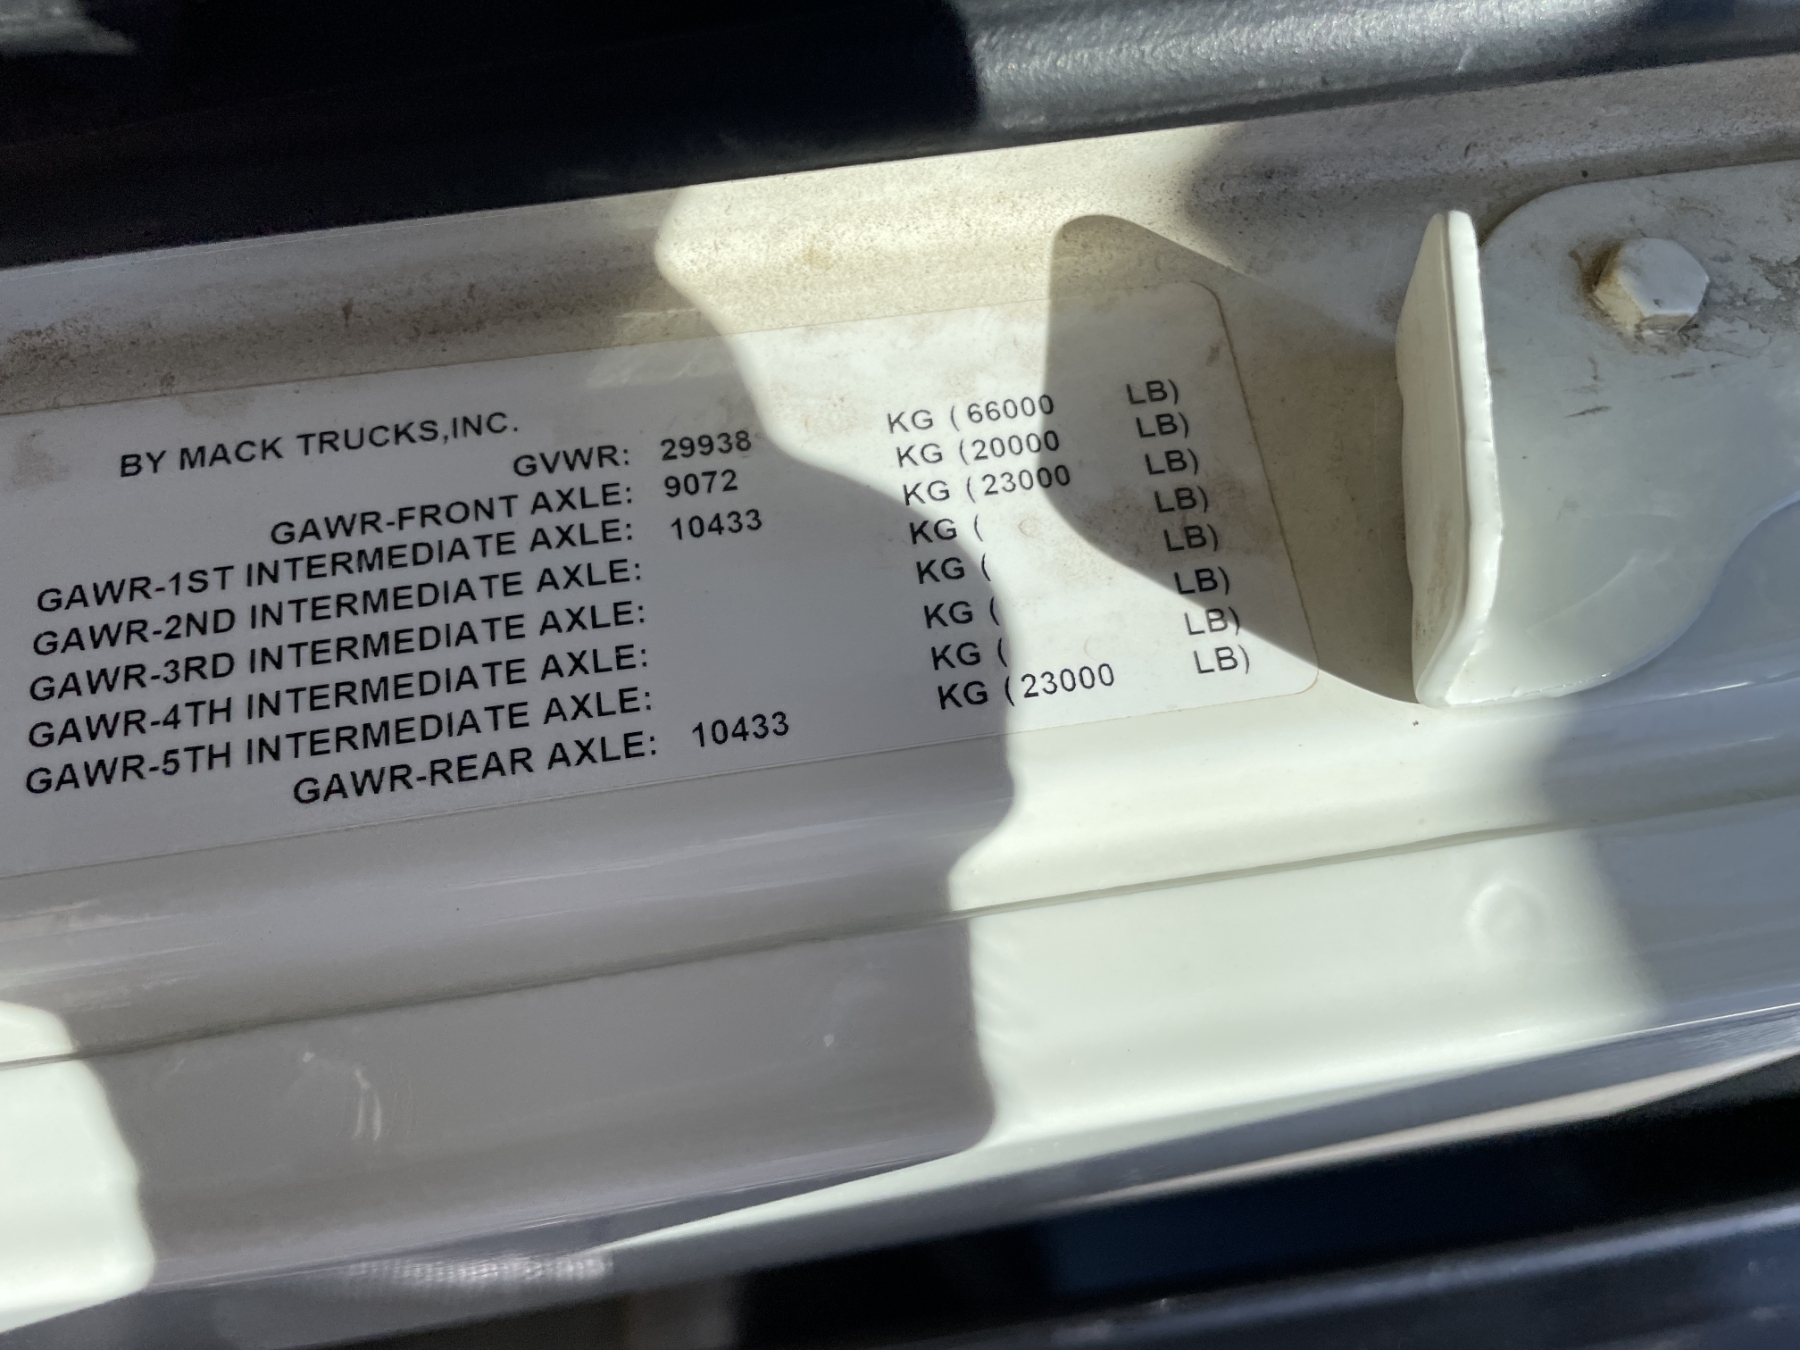 BY MACK TRUCKS,INC.
GVWR: 29938 KG (66000 LB)
GAWR-FRONT AXLE: 9072 KG (20000 LB)
GAWR-1ST INTERMEDIATE AXLE: 10433 KG (23000 LB)
GAWR-2ND INTERMEDIATE AXLE: KG ( LB)
GAWR-3RD INTERMEDIATE AXLE: KG ( LB)
GAWR-4TH INTERMEDIATE AXLE: KG ( LB)
GAWR-5TH INTERMEDIATE AXLE: KG ( LB)
GAWR-REAR AXLE: 10433 KG (23000 LB)